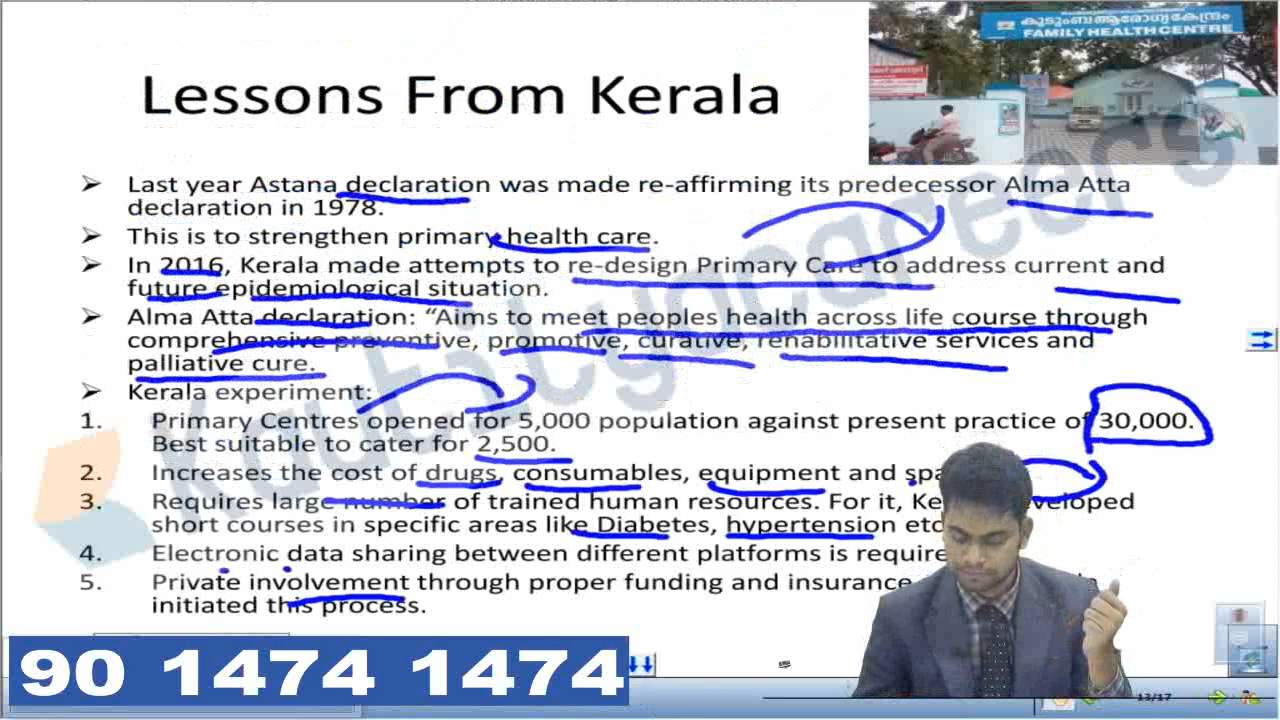 കുടുംബആരോഗ്യകേന്ദ്രം
FAMILY HEALTH CENTRE
Lessons From Kerala
➤ Last year Astana declaration was made re-affirming its predecessor Alma Atta
declaration in 1978.
➤ This is to strengthen primary health care.
➤ In 2016, Kerala made attempts to re-design Primary Care to address current and
future epidemiological situation.
➤ Alma Atta declaration: “Aims to meet peoples health across life course through
comprehensive preventive, promotive, curative, rehabilitative services and
palliative cure.
➤ Kerala experiment:
1. Primary Centres opened for 5,000 population against present practice of 30,000.
Best suitable to cater for 2,500.
2. Increases the cost of drugs, consumables, equipment and
3. Requires large number of trained human resources. For it,
short courses in specific areas like Diabetes, hypertension etc
4. Electronic data sharing between different platforms is
5. Private involvement through proper funding and insurance
initiated this process.
Kautilyacareers
90 1474 1474
13/17